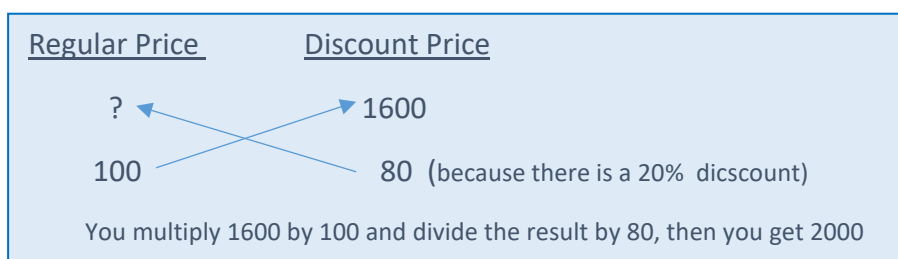 Regular Price Discount Price
? 1600
100 80 (because there is a 20% dicscount)
You multiply 1600 by 100 and divide the result by 80, then you get 2000